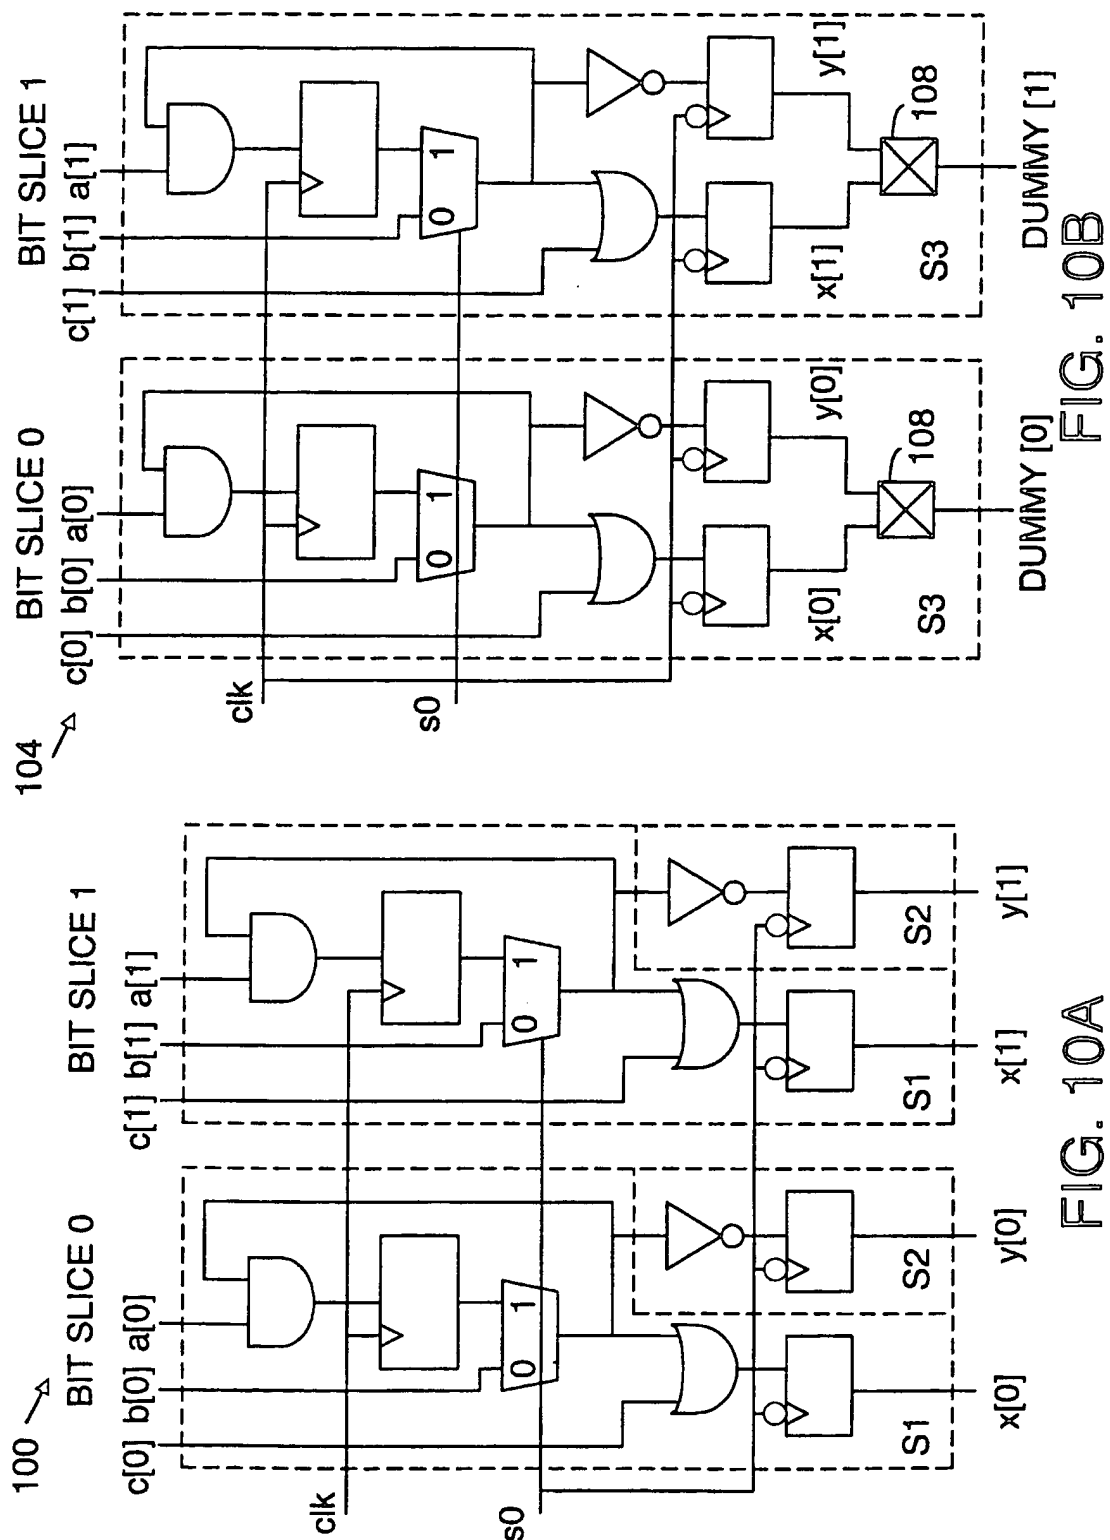 100
BIT SLICE 0
BIT SLICE 1
c[0] b[0] a[0]
c[1] b[1] a[1]
clk
0 1
0 1
s0
S1
S2
S1
S2
x[0]
y[0]
x[1]
y[1]
FIG. 10A
104
BIT SLICE 0
BIT SLICE 1
c[0] b[0] a[0]
c[1] b[1] a[1]
clk
0 1
0 1
s0
x[0]
y[0]
x[1]
y[1]
108
108
S3
S3
DUMMY [0]
DUMMY [1]
FIG. 10B